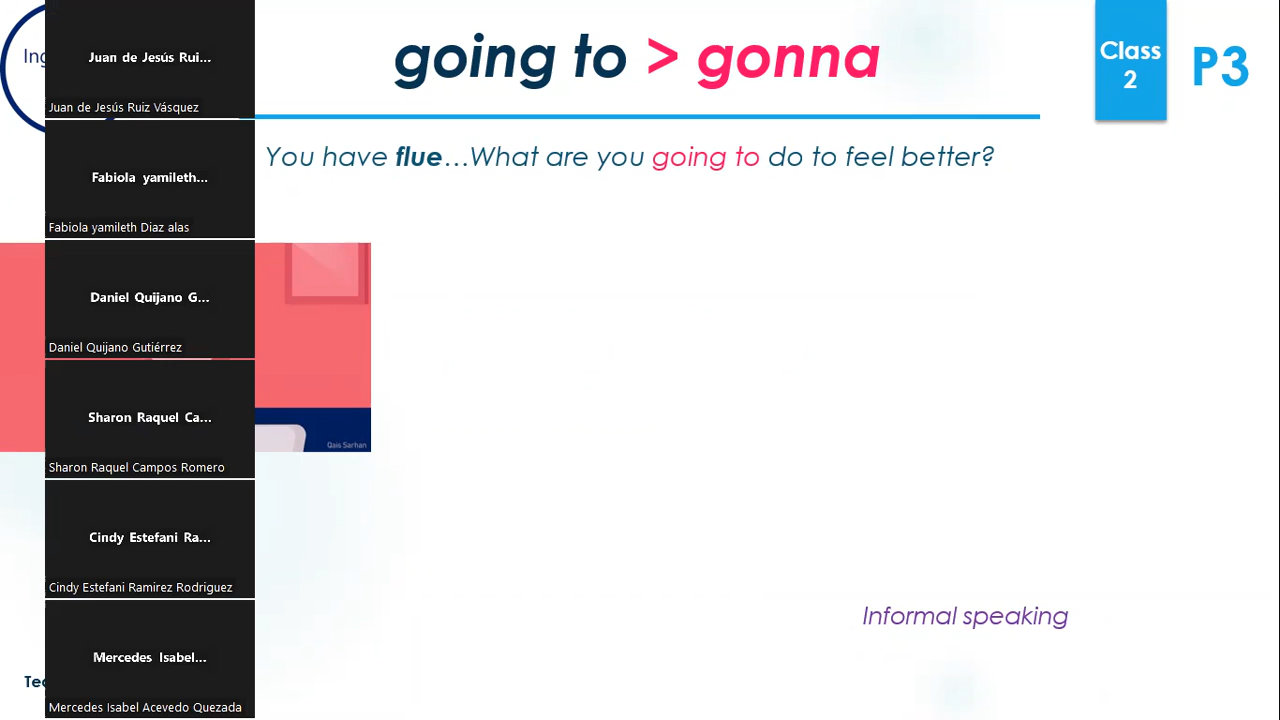 Ing
Juan de Jesús Rui...
Juan de Jesús Ruiz Vásquez
Fabiola yamileth...
Fabiola yamileth Diaz alas
Daniel Quijano G...
Daniel Quijano Gutiérrez
Sharon Raquel Ca...
Sharon Raquel Campos Romero
Cindy Estefani Ra...
Cindy Estefani Ramirez Rodriguez
Mercedes Isabel...
Mercedes Isabel Acevedo Quezada
going to > gonna
Class
2
P3
You have flue...What are you going to do to feel better?
Qais Sarhan
Informal speaking